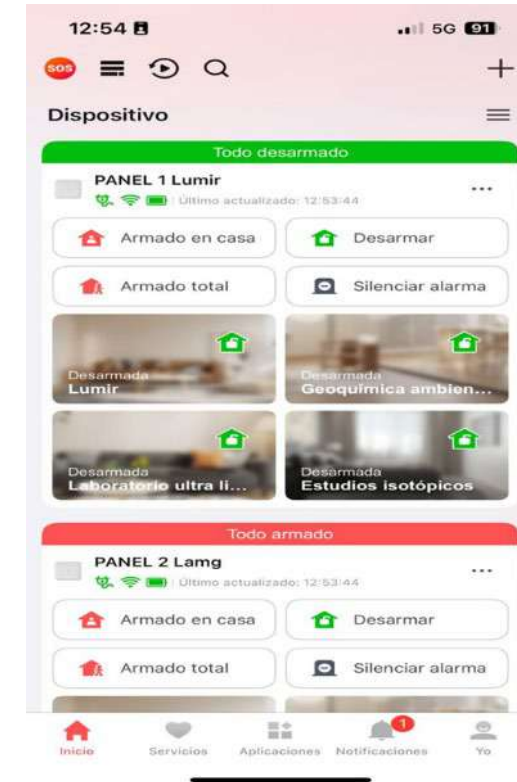 12:54
5G 91
SOS
Dispositivo
Todo desarmado
PANEL 1 Lumir
Último actualizado: 12:53:44
Armado en casa
Desarmar
Armado total
Silenciar alarma
Desarmada
Lumir
Desarmada
Geoquímica ambien...
Desarmada
Laboratorio ultra li...
Desarmada
Estudios isotópicos
Todo armado
PANEL 2 Lamg
Último actualizado: 12:53:44
Armado en casa
Desarmar
Armado total
Silenciar alarma
1
Inicio
Servicios
Aplicaciones
Notificaciones
Yo